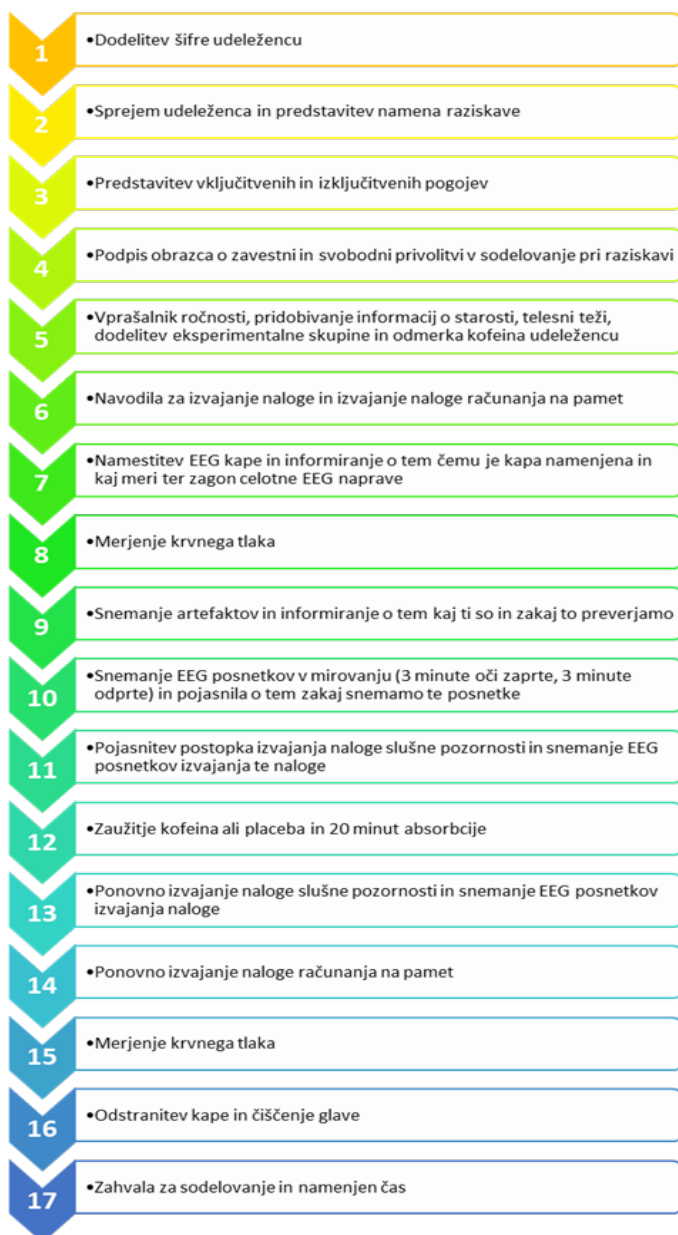 1
•Dodelitev šifre udeležencu
2
•Sprejem udeleženca in predstavitev namena raziskave
3
•Predstavitev vključitvenih in izključitvenih pogojev
4
•Podpis obrazca o zavestni in svobodni privolitvi v sodelovanje pri raziskavi
5
•Vprašalnik ročnosti, pridobivanje informacij o starosti, telesni teži,
dodelitev eksperimentalne skupine in odmerka kofeina udeležencu
6
•Navodila za izvajanje naloge in izvajanje naloge računanja na pamet
7
•Namestitev EEG kape in informiranje o tem čemu je kapa namenjena in
kaj meri ter zagon celotne EEG naprave
8
•Merjenje krvnega tlaka
9
•Snemanje artefaktov in informiranje o tem kaj ti so in zakaj to preverjamo
10
•Snemanje EEG posnetkov v mirovanju (3 minute oči zaprte, 3 minute
odprte) in pojasnila o tem zakaj snemamo te posnetke
11
•Pojasnitev postopka izvajanja naloge slušne pozornosti in snemanje EEG
posnetkov izvajanja te naloge
12
•Zaužitje kofeina ali placeba in 20 minut absorbcije
13
•Ponovno izvajanje naloge slušne pozornosti in snemanje EEG posnetkov
izvajanja naloge
14
•Ponovno izvajanje naloge računanja na pamet
15
•Merjenje krvnega tlaka
16
•Odstranitev kape in čiščenje glave
17
•Zahvala za sodelovanje in namenjen čas